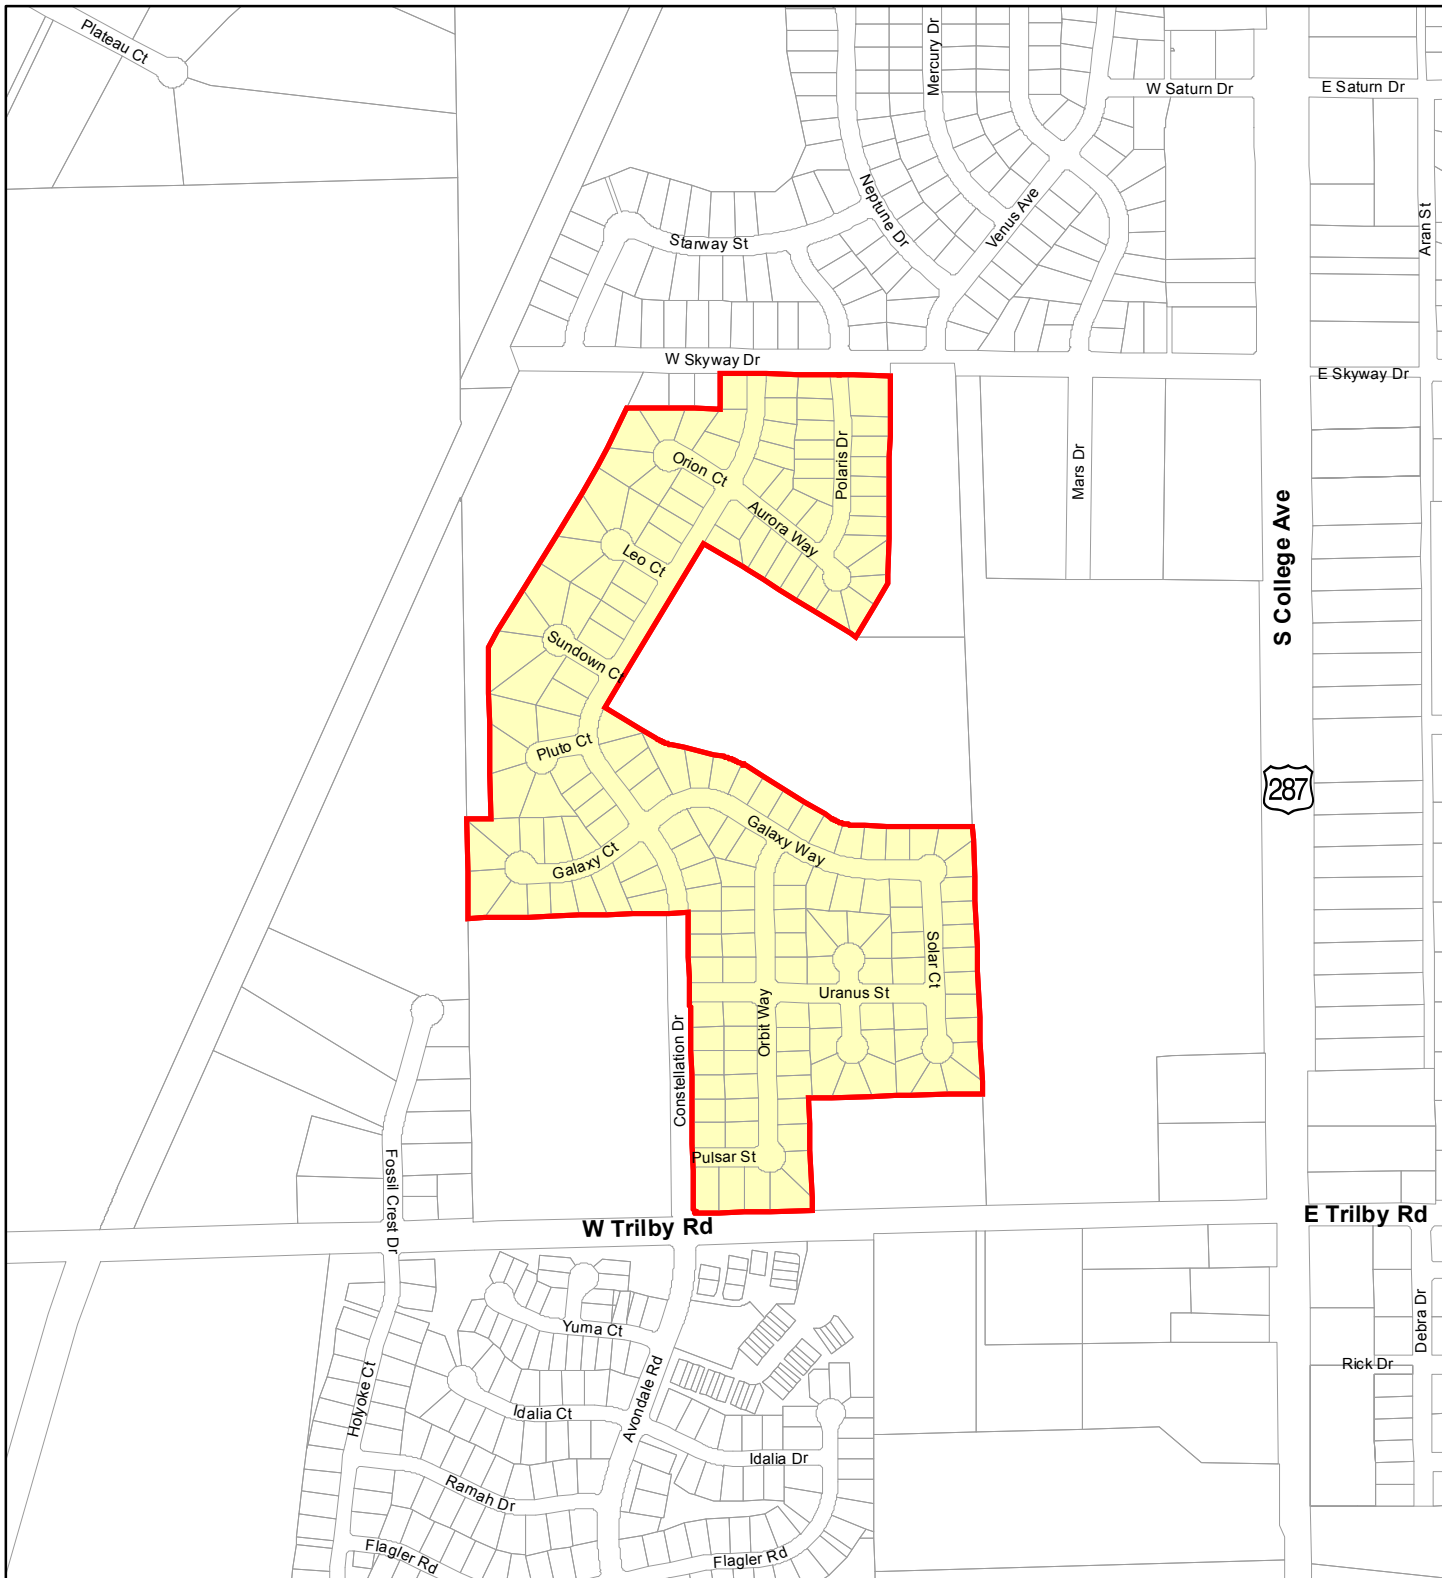 Plateau Ct
Mercury Dr
W Saturn Dr
E Saturn Dr
Neptune Dr
Venus Ave
Aran St
Starway St
W Skyway Dr
E Skyway Dr
Orion Ct
Polaris Dr
Mars Dr
Aurora Way
S College Ave
Leo Ct
Sundown Ct
Pluto Ct
287
Galaxy Way
Galaxy Ct
Solar Ct
Uranus St
Orbit Way
Constellation Dr
Pulsar St
Fossil Crest Dr
W Trilby Rd
E Trilby Rd
Yuma Ct
Debra Dr
Rick Dr
Holyoke Ct
Avondale Rd
Idalia Ct
Idalia Dr
Ramah Dr
Flagler Rd
Flagler Rd